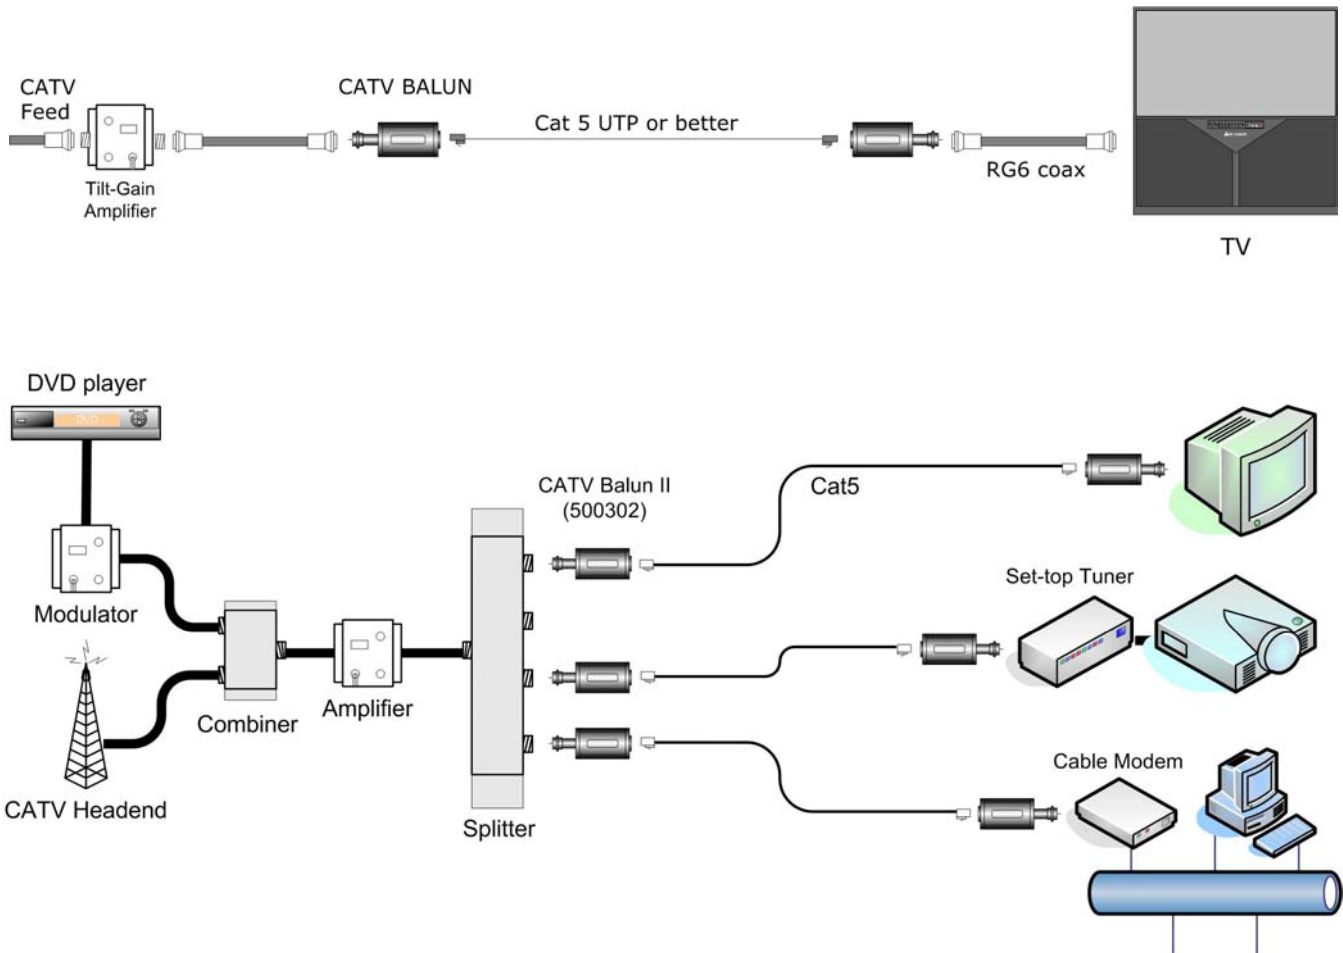 CATV
Feed
CATV BALUN
Cat 5 UTP or better
RG6 coax
Tilt-Gain
Amplifier
TV
DVD player
DVD
CATV Balun II
(500302)
Cat5
Set-top Tuner
Modulator
Combiner
Amplifier
Cable Modem
CATV Headend
Splitter